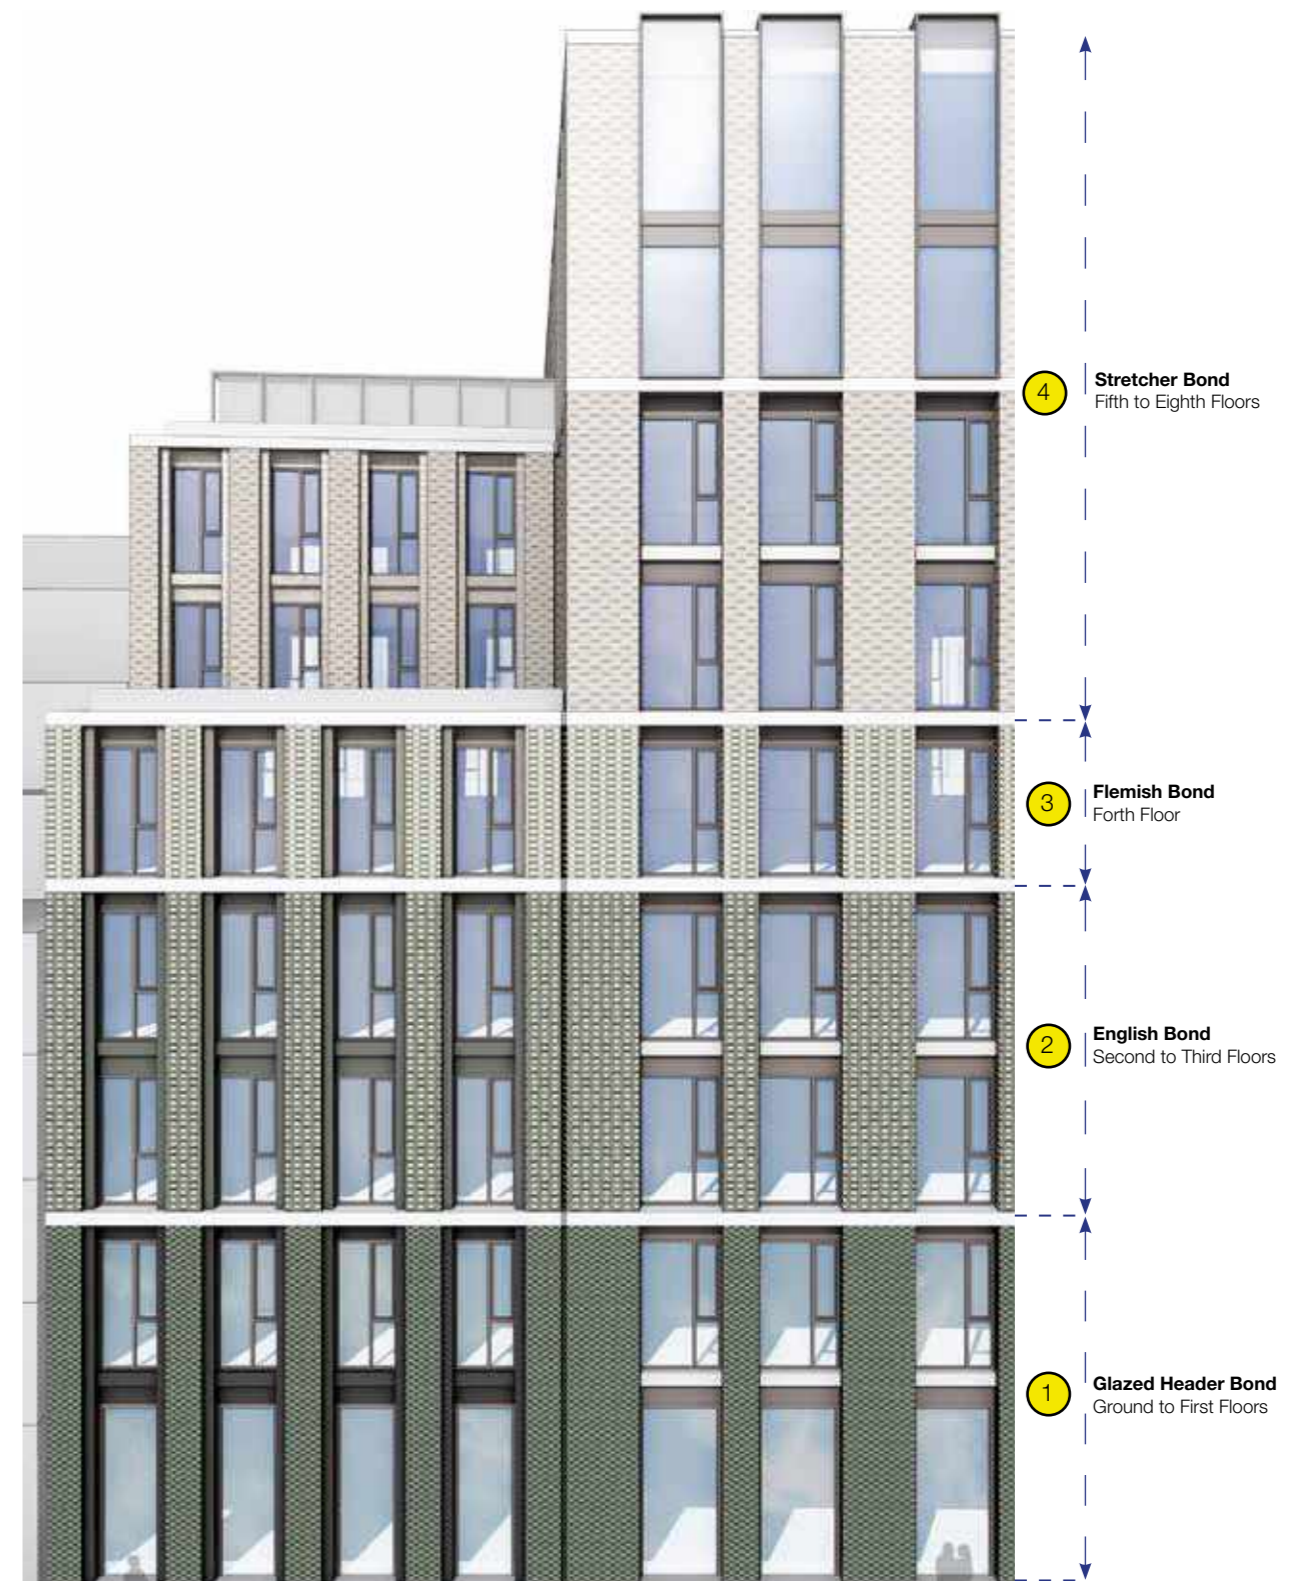 4
Stretcher Bond
Fifth to Eighth Floors
3
Flemish Bond
Forth Floor
2
English Bond
Second to Third Floors
1
Glazed Header Bond
Ground to First Floors